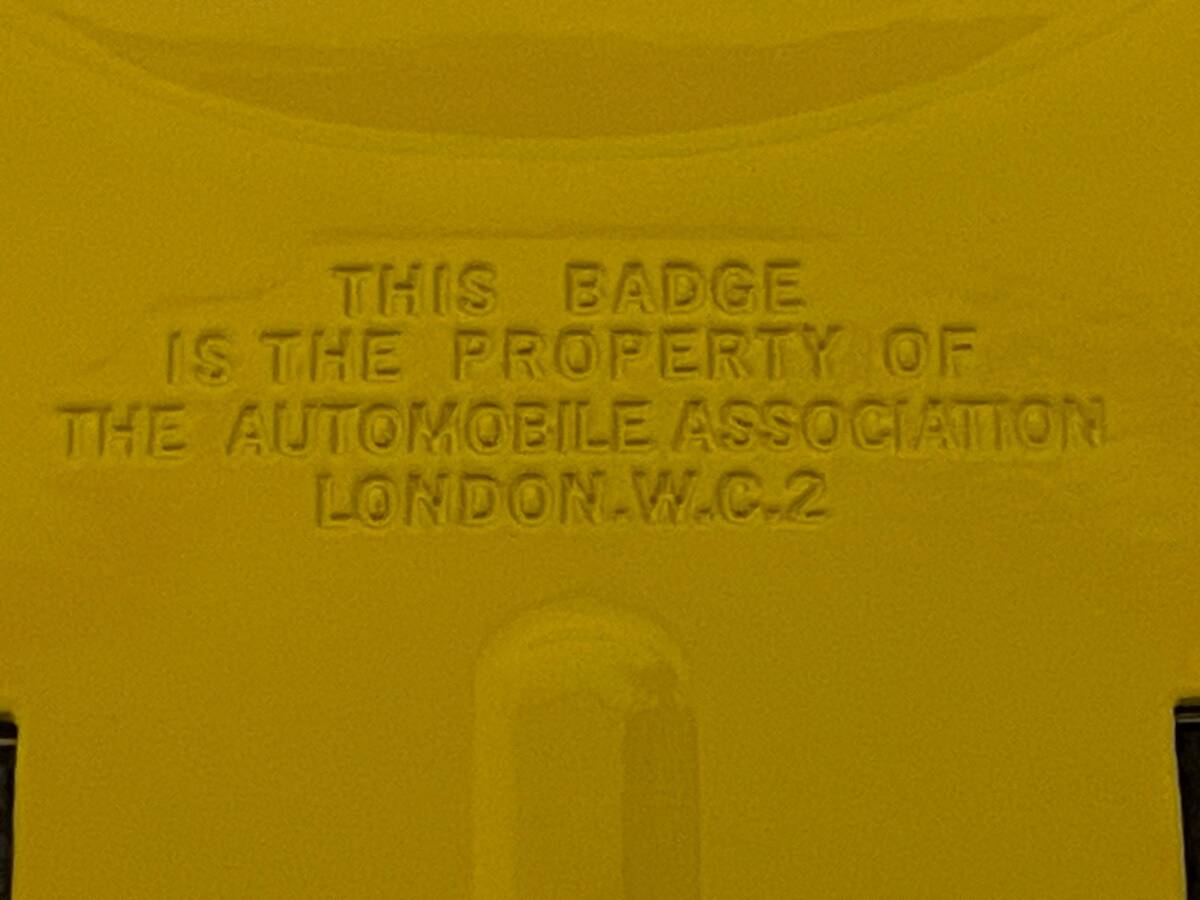 THIS BADGE
IS THE PROPERTY OF
THE AUTOMOBILE ASSOCIATION
LONDON.W.C.2